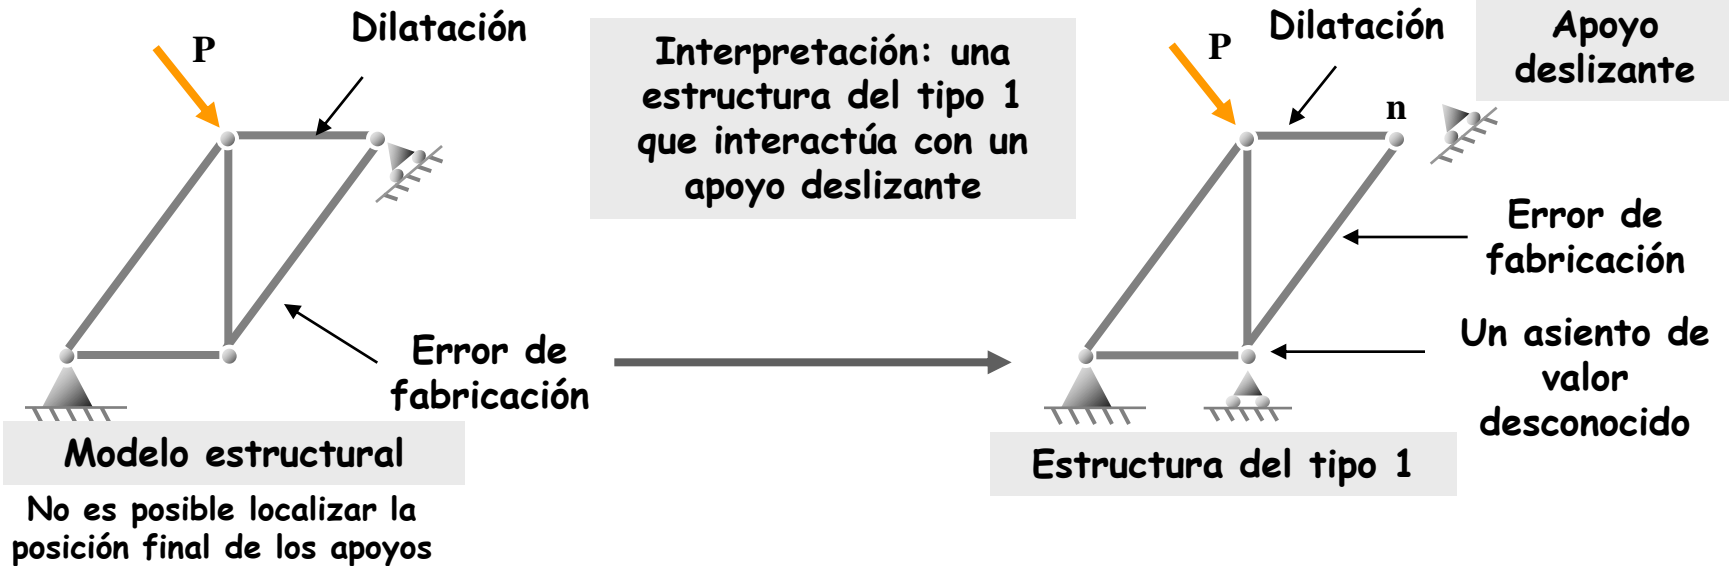 Dilatación
P
Error de
fabricación
Modelo estructural
No es posible localizar la
posición final de los apoyos
Interpretación: una
estructura del tipo 1
que interactúa con un
apoyo deslizante
P
Dilatación
Apoyo
deslizante
n
Error de
fabricación
Un asiento de
valor
desconocido
Estructura del tipo 1